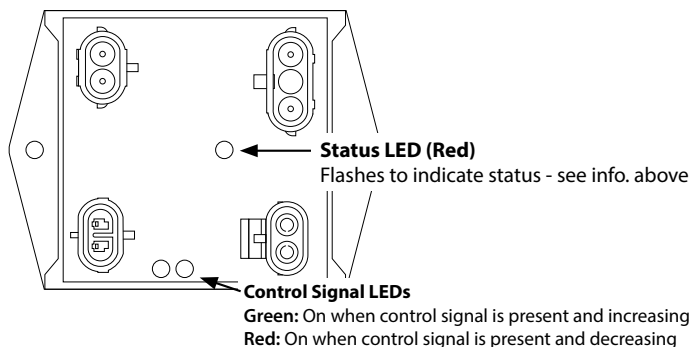 Status LED (Red)
Flashes to indicate status - see info. above
Control Signal LEDs
Green: On when control signal is present and increasing
Red: On when control signal is present and decreasing